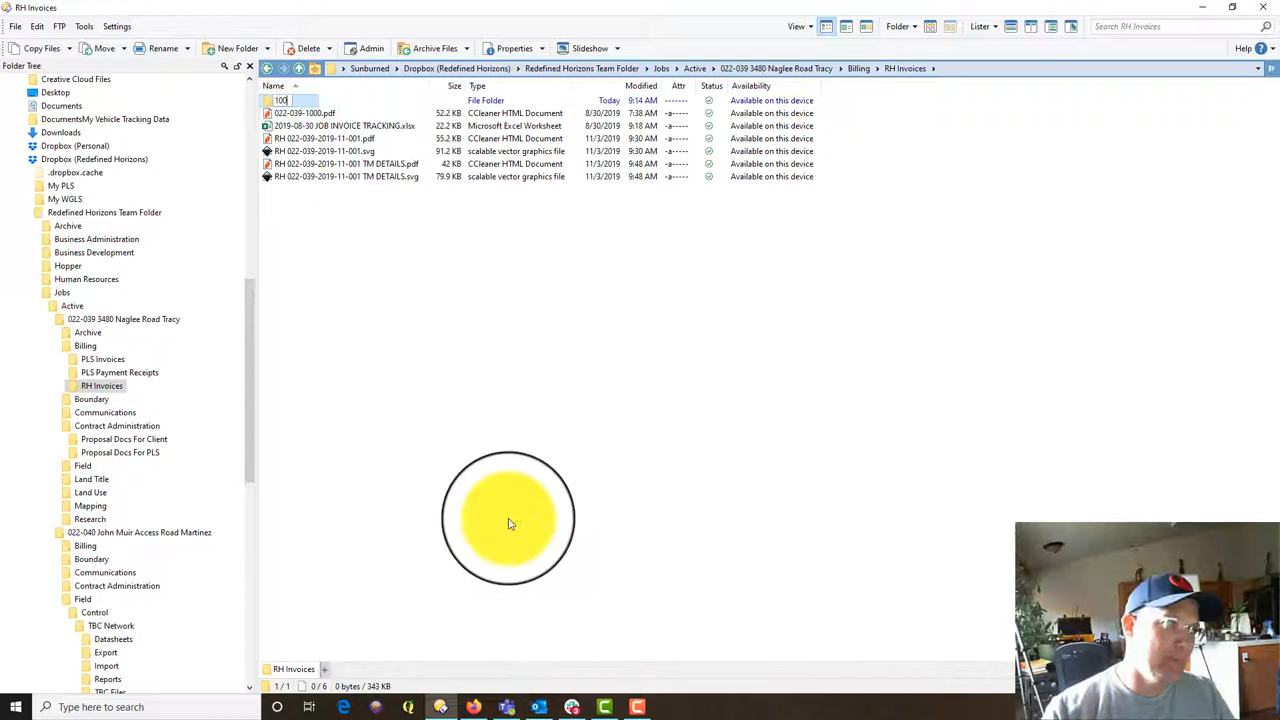 RH Invoices
File Edit FTP Tools Settings
View Folder Lister Search RH Invoices
Copy Files Move Rename New Folder Delete Admin Archive Files Properties Slideshow Help
Folder Tree
Sunburned Dropbox (Redefined Horizons) Redefined Horizons Team Folder Jobs Active 022-039 3480 Naglee Road Tracy Billing RH Invoices
Name Size Type Modified Attr Status Availability
100 File Folder Today 9:14 AM ------- Available on this device
022-039-1000.pdf 52.2 KB CCleaner HTML Document 8/30/2019 7:38 AM -a----- Available on this device
2019-08-30 JOB INVOICE TRACKING.xlsx 22.2 KB Microsoft Excel Worksheet 8/30/2019 9:18 AM -a----- Available on this device
RH 022-039-2019-11-001.pdf 55.2 KB CCleaner HTML Document 11/3/2019 9:30 AM -a----- Available on this device
RH 022-039-2019-11-001.svg 91.2 KB scalable vector graphics file 11/3/2019 9:30 AM -a----- Available on this device
RH 022-039-2019-11-001 TM DETAILS.pdf 42 KB CCleaner HTML Document 11/3/2019 9:48 AM -a----- Available on this device
RH 022-039-2019-11-001 TM DETAILS.svg 79.9 KB scalable vector graphics file 11/3/2019 9:48 AM -a----- Available on this device
Creative Cloud Files
Desktop
Documents
DocumentsMy Vehicle Tracking Data
Downloads
Dropbox (Personal)
Dropbox (Redefined Horizons)
.dropbox.cache
My PLS
My WGLS
Redefined Horizons Team Folder
Archive
Business Administration
Business Development
Hopper
Human Resources
Jobs
Active
022-039 3480 Naglee Road Tracy
Archive
Billing
PLS Invoices
PLS Payment Receipts
RH Invoices
Boundary
Communications
Contract Administration
Proposal Docs For Client
Proposal Docs For PLS
Field
Land Title
Land Use
Mapping
Research
022-040 John Muir Access Road Martinez
Billing
Boundary
Communications
Contract Administration
Field
Control
TBC Network
Datasheets
Export
Import
Reports
TBC Files
RH Invoices
1 / 1 0 / 6 0 bytes / 343 KB
Type here to search